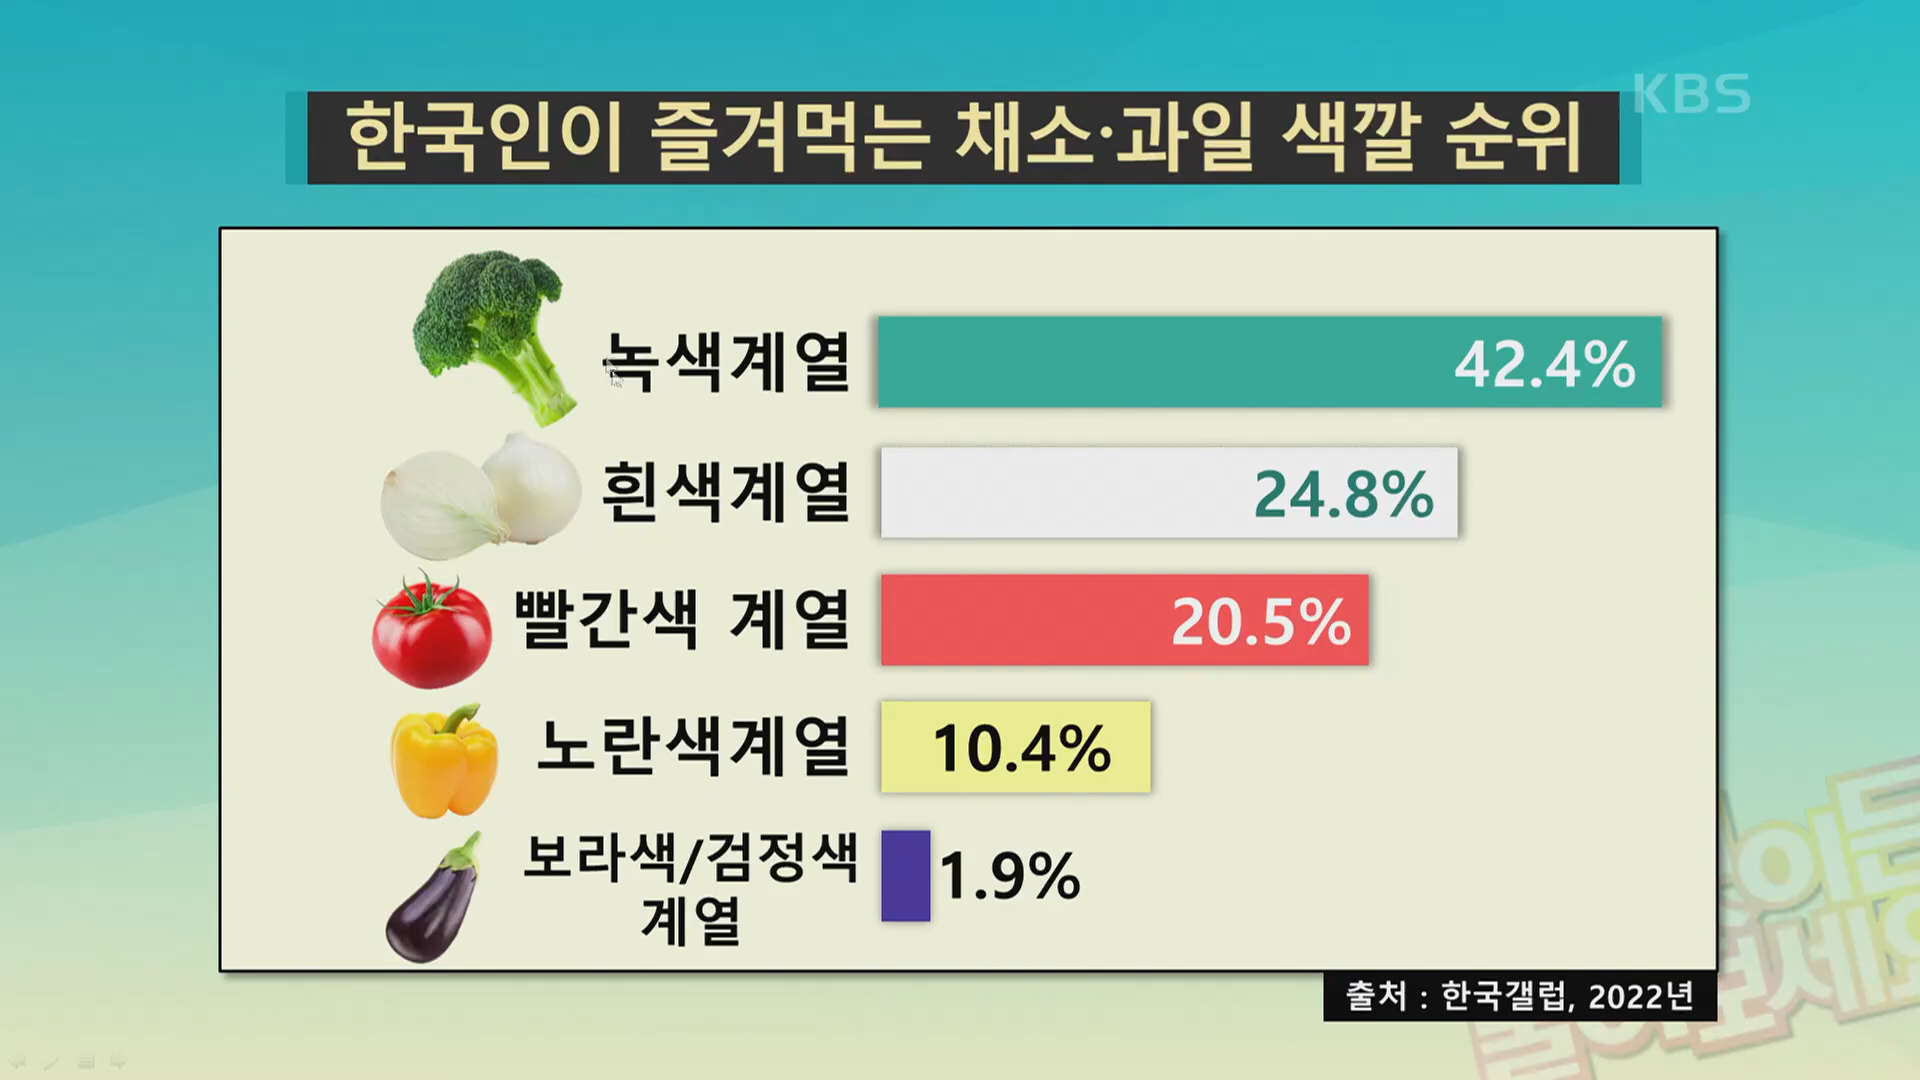 KBS
한국인이 즐겨먹는 채소·과일 색깔 순위
녹색계열
42.4%
흰색계열
24.8%
빨간색 계열
20.5%
노란색계열
10.4%
보라색/검정색
계열
1.9%
출처 : 한국갤럽, 2022년